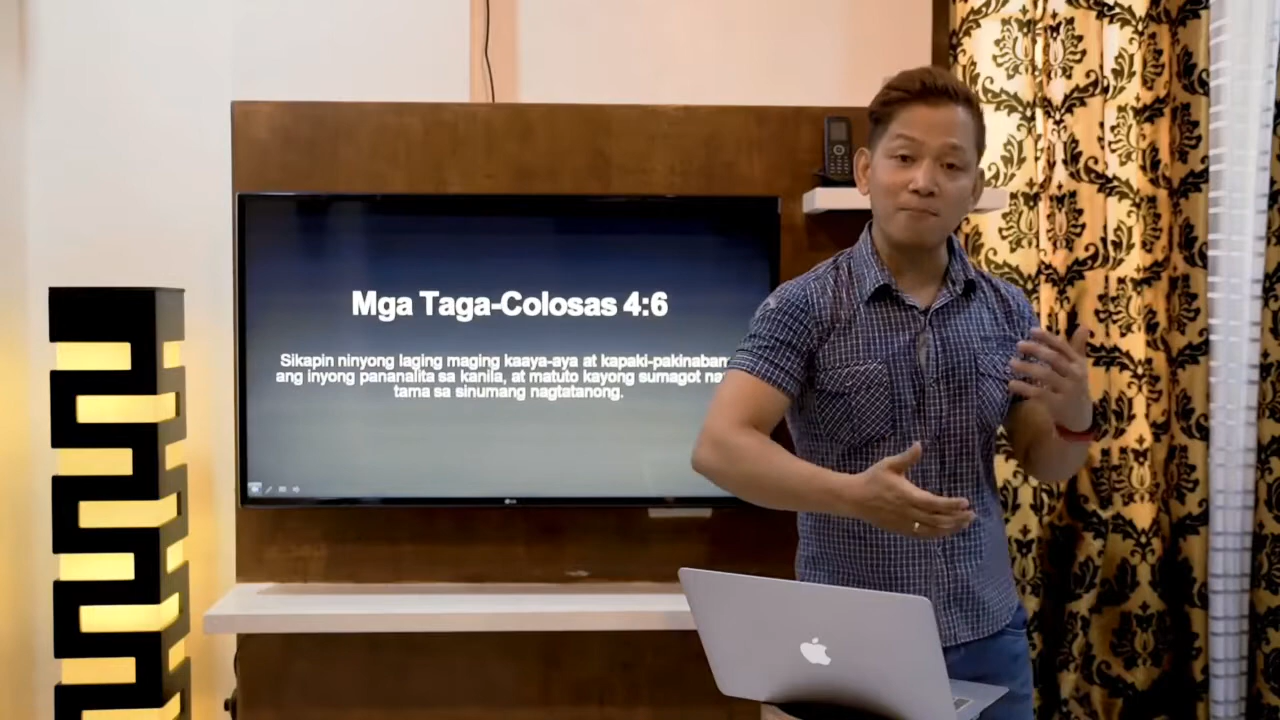 Mga Taga-Colosas 4:6
Sikapin ninyong laging maging kaaya-aya at
ang inyong pananalita sa kanila, at matuto kayong sumagot
tama sa sinumang nagtatanong.
LG